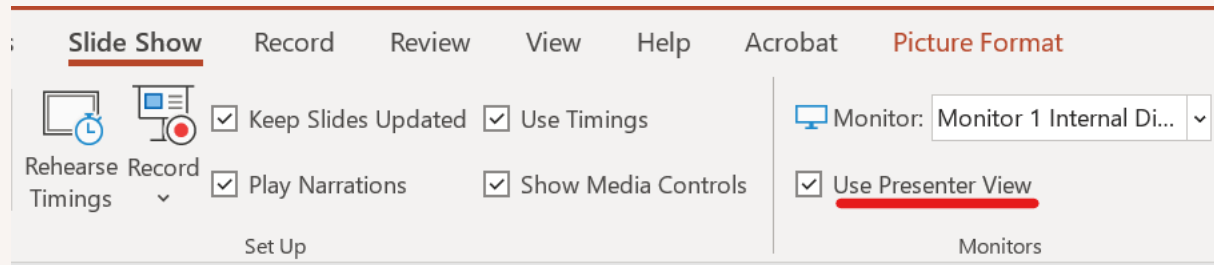 Slide Show Record Review View Help Acrobat Picture Format
Keep Slides Updated Use Timings Monitor: Monitor 1 Internal Di...
Rehearse Timings Record Play Narrations Show Media Controls Use Presenter View
Set Up Monitors